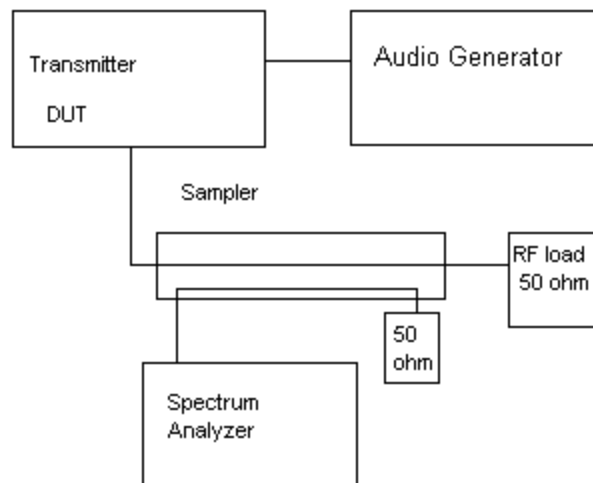 Transmitter
DUT
Audio Generator
Sampler
RF load
50 ohm
50
ohm
Spectrum
Analyzer